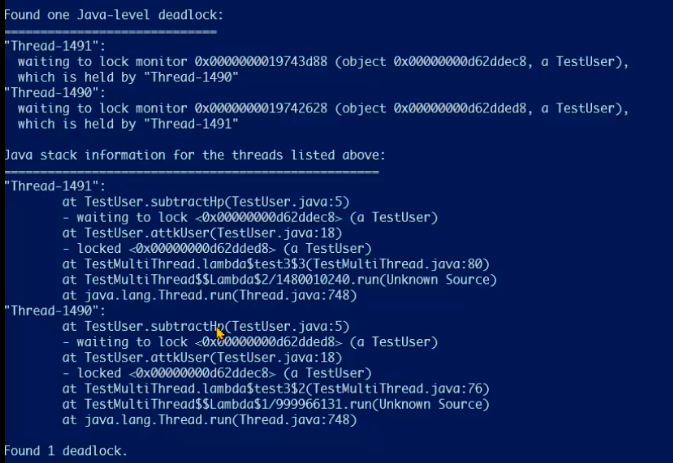 Found one Java-level deadlock:
=============================
"Thread-1491":
  waiting to lock monitor 0x0000000019743d88 (object 0x00000000d62ddec8, a TestUser),
  which is held by "Thread-1490"
"Thread-1490":
  waiting to lock monitor 0x0000000019742628 (object 0x00000000d62dded8, a TestUser),
  which is held by "Thread-1491"
Java stack information for the threads listed above:
===================================================
"Thread-1491":
        at TestUser.subtractHp(TestUser.java:5)
        - waiting to lock <0x00000000d62ddec8> (a TestUser)
        at TestUser.attkUser(TestUser.java:18)
        - locked <0x00000000d62dded8> (a TestUser)
        at TestMultiThread.lambda$test3$3(TestMultiThread.java:80)
        at TestMultiThread$$Lambda$2/1480010240.run(Unknown Source)
        at java.lang.Thread.run(Thread.java:748)
"Thread-1490":
        at TestUser.subtractHp(TestUser.java:5)
        - waiting to lock <0x00000000d62dded8> (a TestUser)
        at TestUser.attkUser(TestUser.java:18)
        - locked <0x00000000d62ddec8> (a TestUser)
        at TestMultiThread.lambda$test3$2(TestMultiThread.java:76)
        at TestMultiThread$$Lambda$1/999966131.run(Unknown Source)
        at java.lang.Thread.run(Thread.java:748)
Found 1 deadlock.